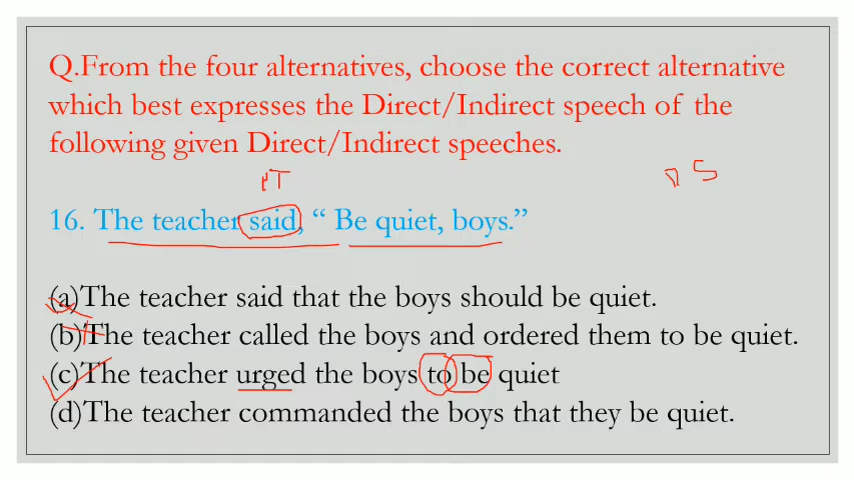 Q.From the four alternatives, choose the correct alternative
which best expresses the Direct/Indirect speech of the
following given Direct/Indirect speeches.
DS
16. The teacher said, “ Be quiet, boys.”
(a)The teacher said that the boys should be quiet.
(b)The teacher called the boys and ordered them to be quiet.
(c)The teacher urged the boys to be quiet
(d)The teacher commanded the boys that they be quiet.